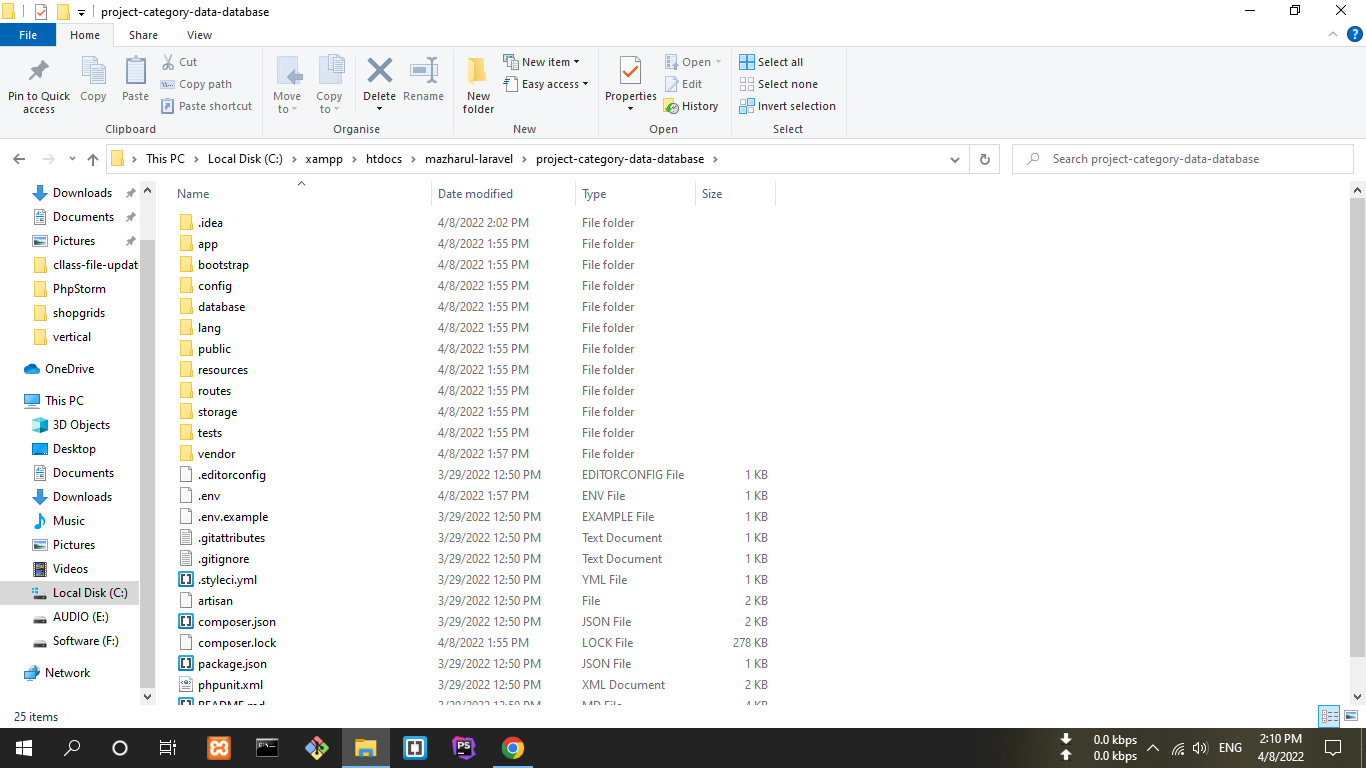 project-category-data-database
File Home Share View
Pin to Quick access
Copy
Paste
Cut
Copy path
Paste shortcut
Clipboard
Move to
Copy to
Delete
Rename
Organise
New folder
New item
Easy access
New
Properties
Open
Edit
History
Open
Select all
Select none
Invert selection
Select
This PC Local Disk (C:) xampp htdocs mazharul-laravel project-category-data-database
Search project-category-data-database
Downloads
Documents
Pictures
cllass-file-updat
PhpStorm
shopgrids
vertical
OneDrive
This PC
3D Objects
Desktop
Documents
Downloads
Music
Pictures
Videos
Local Disk (C:)
AUDIO (E:)
Software (F:)
Network
Name Date modified Type Size
.idea 4/8/2022 2:02 PM File folder
app 4/8/2022 1:55 PM File folder
bootstrap 4/8/2022 1:55 PM File folder
config 4/8/2022 1:55 PM File folder
database 4/8/2022 1:55 PM File folder
lang 4/8/2022 1:55 PM File folder
public 4/8/2022 1:55 PM File folder
resources 4/8/2022 1:55 PM File folder
routes 4/8/2022 1:55 PM File folder
storage 4/8/2022 1:55 PM File folder
tests 4/8/2022 1:55 PM File folder
vendor 4/8/2022 1:57 PM File folder
.editorconfig 3/29/2022 12:50 PM EDITORCONFIG File 1 KB
.env 4/8/2022 1:57 PM ENV File 1 KB
.env.example 3/29/2022 12:50 PM EXAMPLE File 1 KB
.gitattributes 3/29/2022 12:50 PM Text Document 1 KB
.gitignore 3/29/2022 12:50 PM Text Document 1 KB
.styleci.yml 3/29/2022 12:50 PM YML File 1 KB
artisan 3/29/2022 12:50 PM File 2 KB
composer.json 3/29/2022 12:50 PM JSON File 2 KB
composer.lock 4/8/2022 1:55 PM LOCK File 278 KB
package.json 3/29/2022 12:50 PM JSON File 1 KB
phpunit.xml 3/29/2022 12:50 PM XML Document 2 KB
README.md 3/29/2022 12:50 PM MD File 4 KB
25 items
PS
0.0 kbps
0.0 kbps
ENG
2:10 PM
4/8/2022